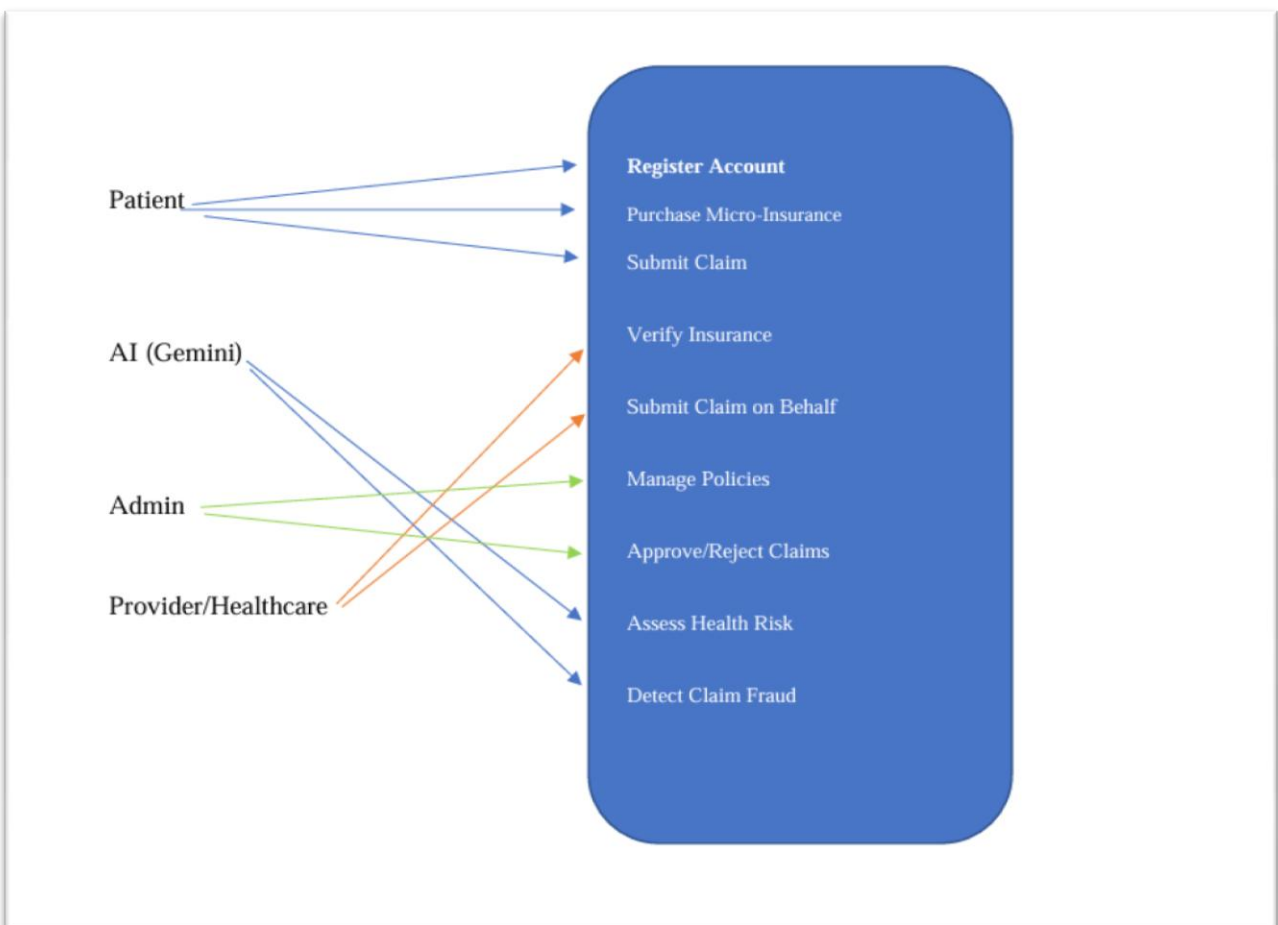 Patient
AI (Gemini)
Admin
Provider/Healthcare
Register Account
Purchase Micro-Insurance
Submit Claim
Verify Insurance
Submit Claim on Behalf
Manage Policies
Approve/Reject Claims
Assess Health Risk
Detect Claim Fraud